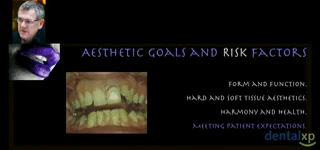 Aesthetic Goals and Risk Factors
Form and Function.
Hard and Soft Tissue Aesthetics.
Harmony and Health.
Meeting Patient Expectations.
dentalxp